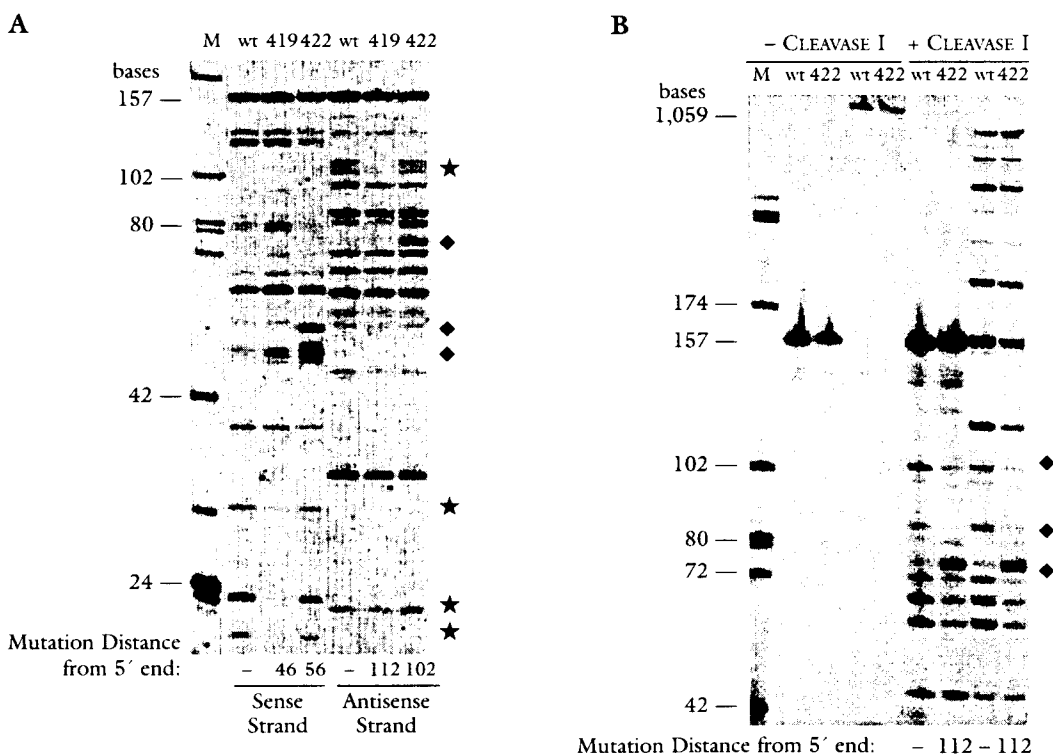 A
M wt 419 422 wt 419 422
bases
157 —
102 —
80 —
42 —
24 —
Mutation Distance
from 5′ end: – 46 56 – 112 102
Sense Strand
Antisense Strand
B
– CLEAVASE I + CLEAVASE I
M wt 422 wt 422 wt 422 wt 422
bases
1,059 —
174 —
157 —
102 —
80 —
72 —
42 —
Mutation Distance from 5′ end: – 112 – 112